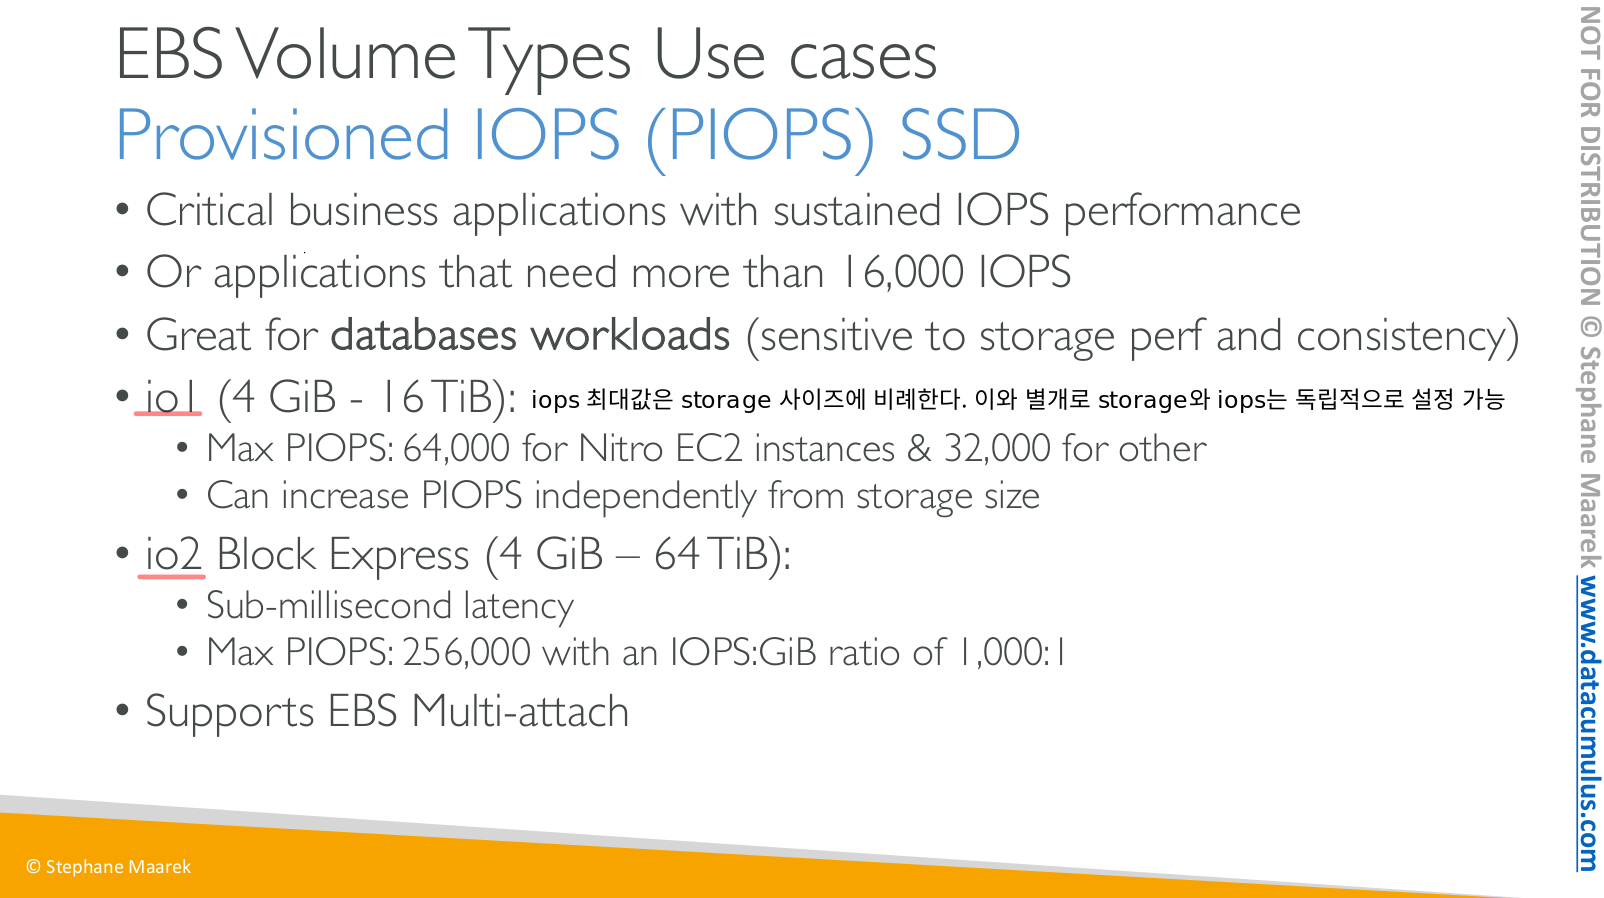 EBS Volume Types Use cases
Provisioned IOPS (PIOPS) SSD
• Critical business applications with sustained IOPS performance
• Or applications that need more than 16,000 IOPS
• Great for databases workloads (sensitive to storage perf and consistency)
• io1 (4 GiB - 16 TiB): iops 최대값은 storage 사이즈에 비례한다. 이와 별개로 storage와 iops는 독립적으로 설정 가능
• Max PIOPS: 64,000 for Nitro EC2 instances & 32,000 for other
• Can increase PIOPS independently from storage size
• io2 Block Express (4 GiB – 64 TiB):
• Sub-millisecond latency
• Max PIOPS: 256,000 with an IOPS:GiB ratio of 1,000:1
• Supports EBS Multi-attach
© Stephane Maarek
NOT FOR DISTRIBUTION © Stephane Maarek www.datacumulus.com